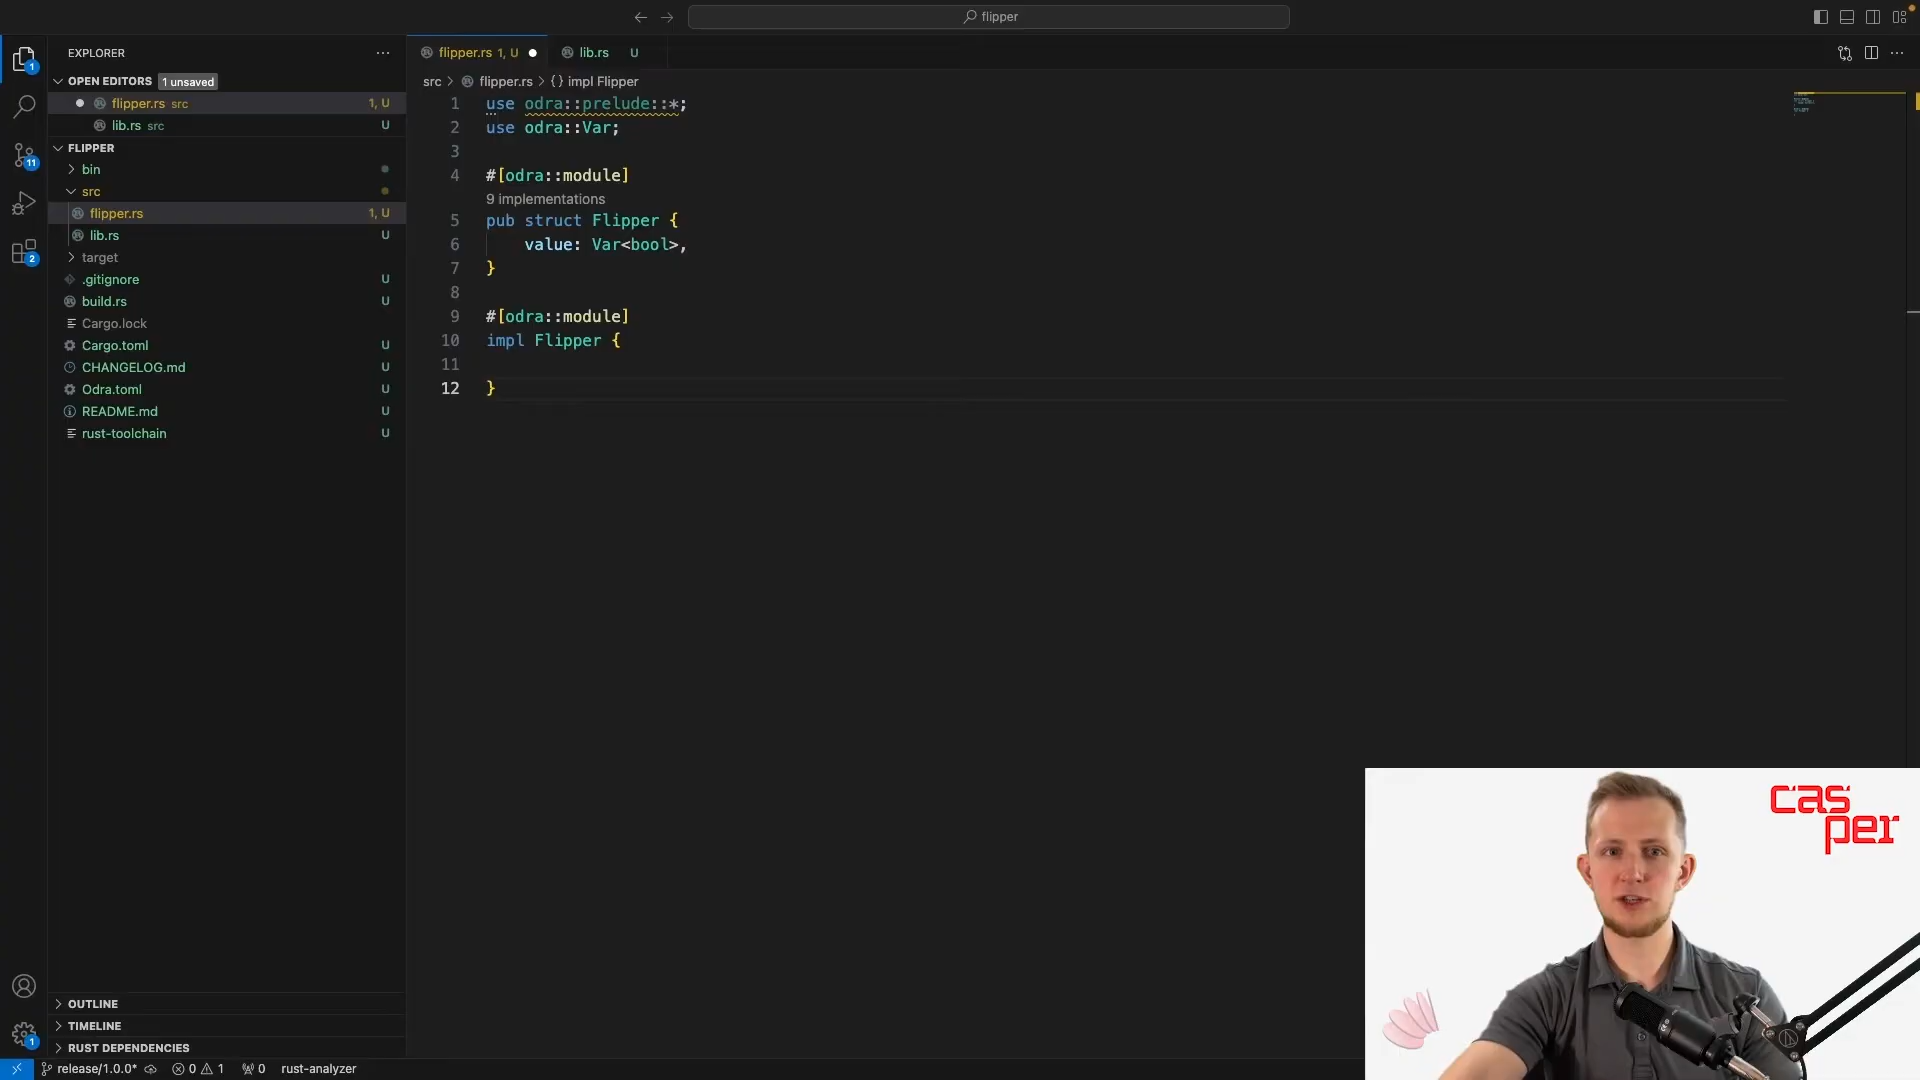 flipper
EXPLORER
OPEN EDITORS 1 unsaved
flipper.rs src 1, U
lib.rs src U
FLIPPER
bin
src
flipper.rs 1, U
lib.rs U
target
.gitignore U
build.rs U
Cargo.lock
Cargo.toml U
CHANGELOG.md U
Odra.toml U
README.md U
rust-toolchain U
OUTLINE
TIMELINE
RUST DEPENDENCIES
1
11
2
1
flipper.rs 1, U
lib.rs U
src > flipper.rs > {} impl Flipper
1 use odra::prelude::*;
2 use odra::Var;
3
4 #[odra::module]
9 implementations
5 pub struct Flipper {
6 value: Var<bool>,
7 }
8
9 #[odra::module]
10 impl Flipper {
11
12 }
casper
release/1.0.0* 0 1 0 rust-analyzer